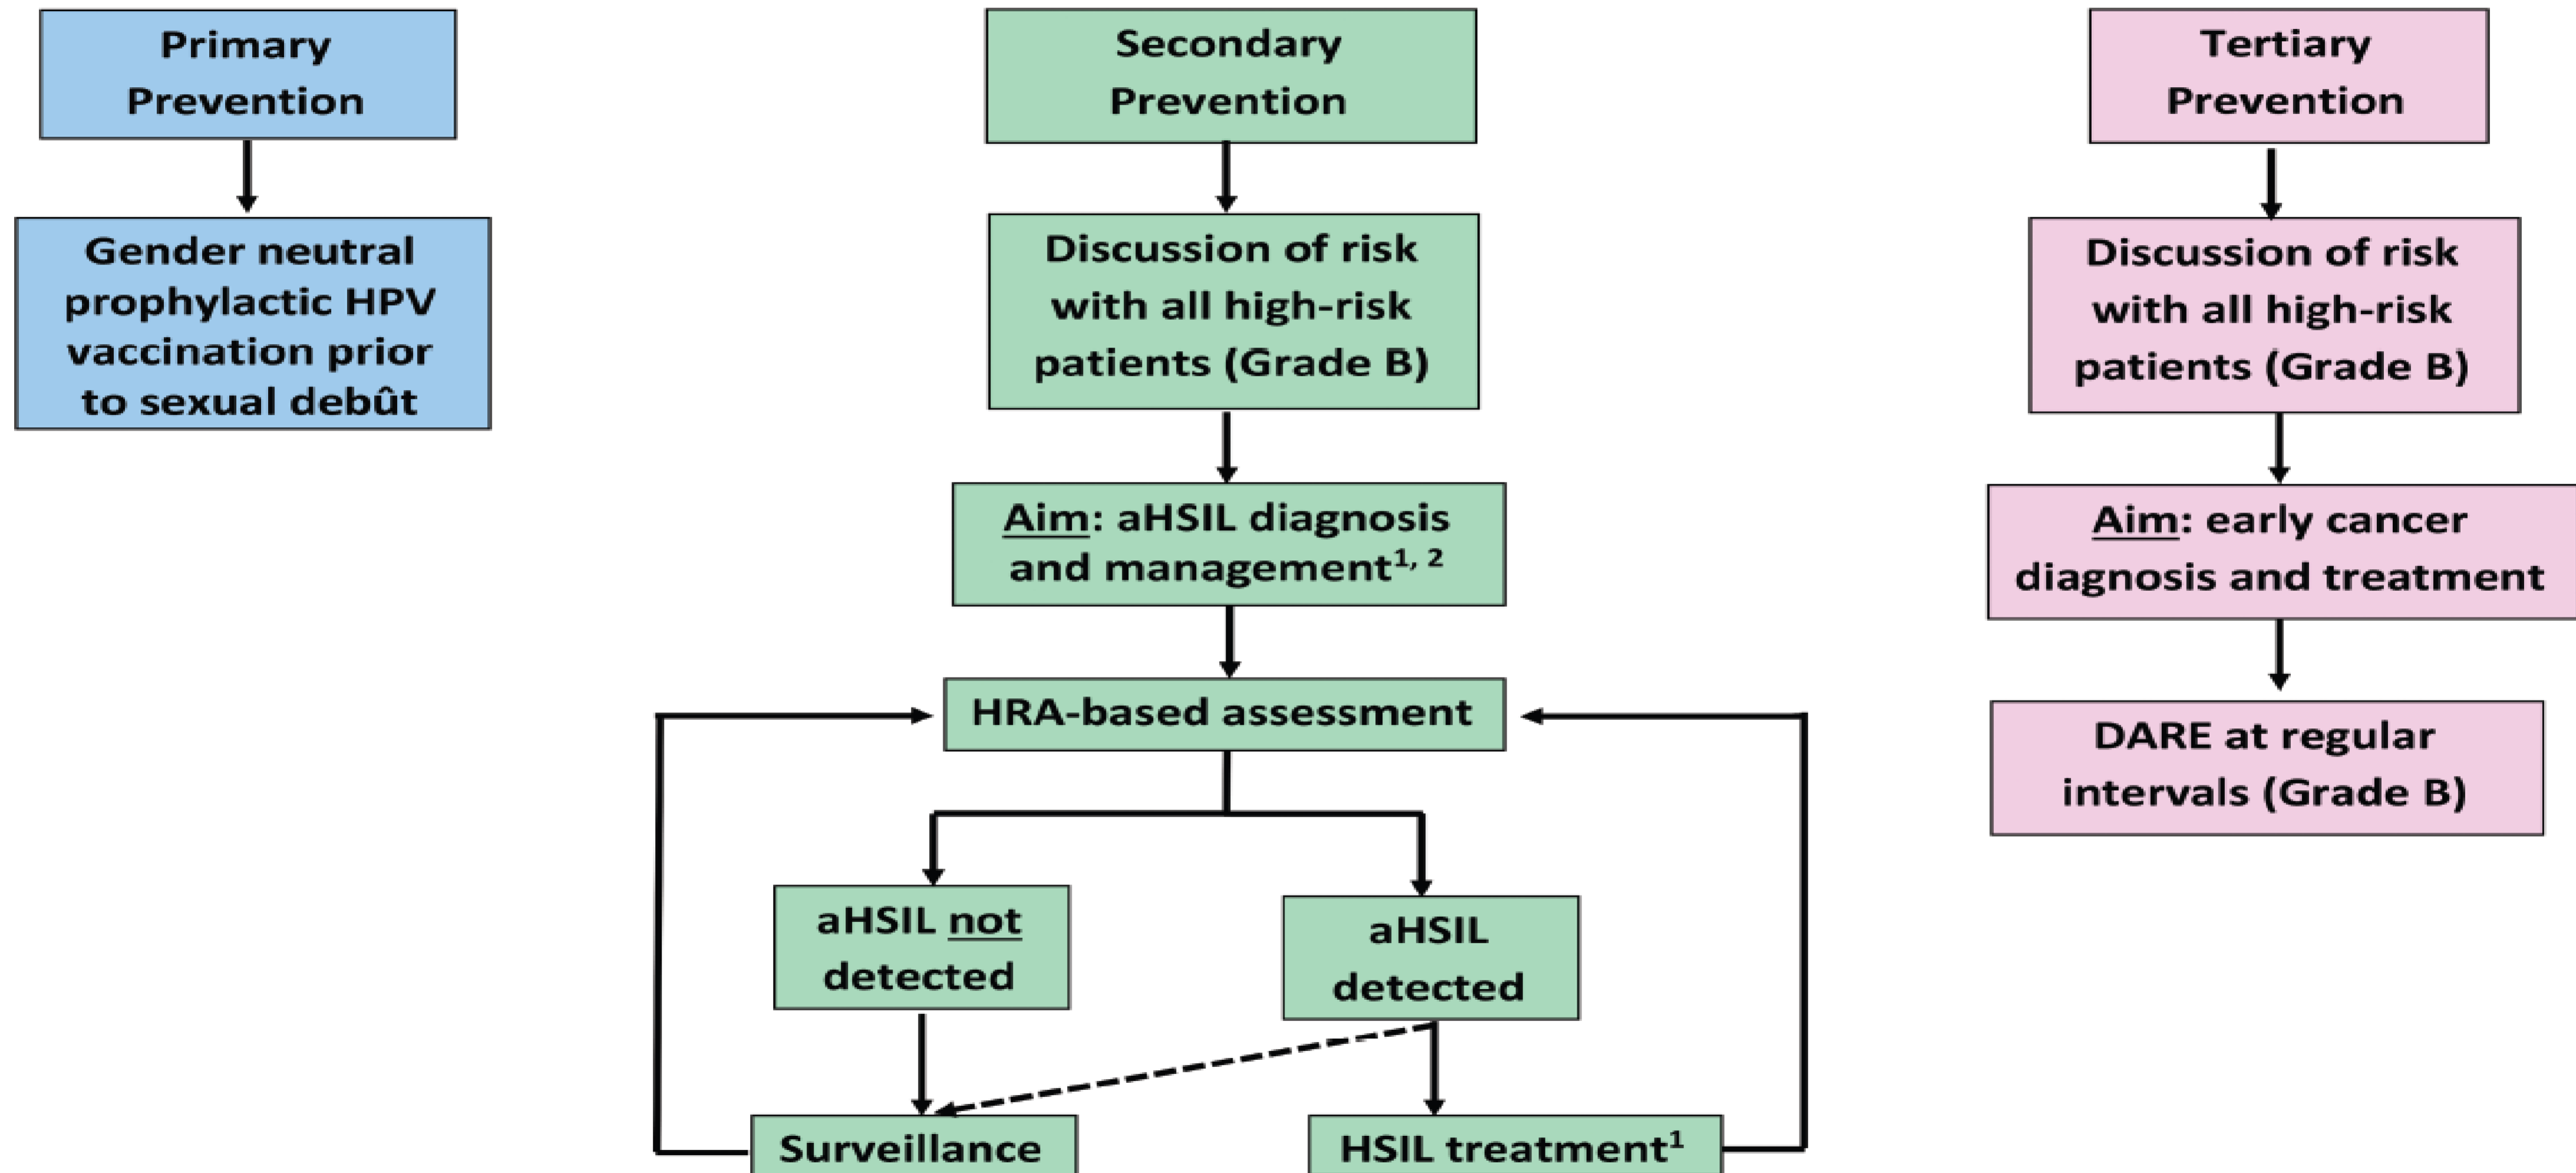 Primary
Prevention
Gender neutral
prophylactic HPV
vaccination prior
to sexual debût
Secondary
Prevention
Discussion of risk
with all high-risk
patients (Grade B)
Aim: aHSIL diagnosis
and management¹, ²
HRA-based assessment
aHSIL not
detected
aHSIL
detected
Surveillance
HSIL treatment¹
Tertiary
Prevention
Discussion of risk
with all high-risk
patients (Grade B)
Aim: early cancer
diagnosis and treatment
DARE at regular
intervals (Grade B)